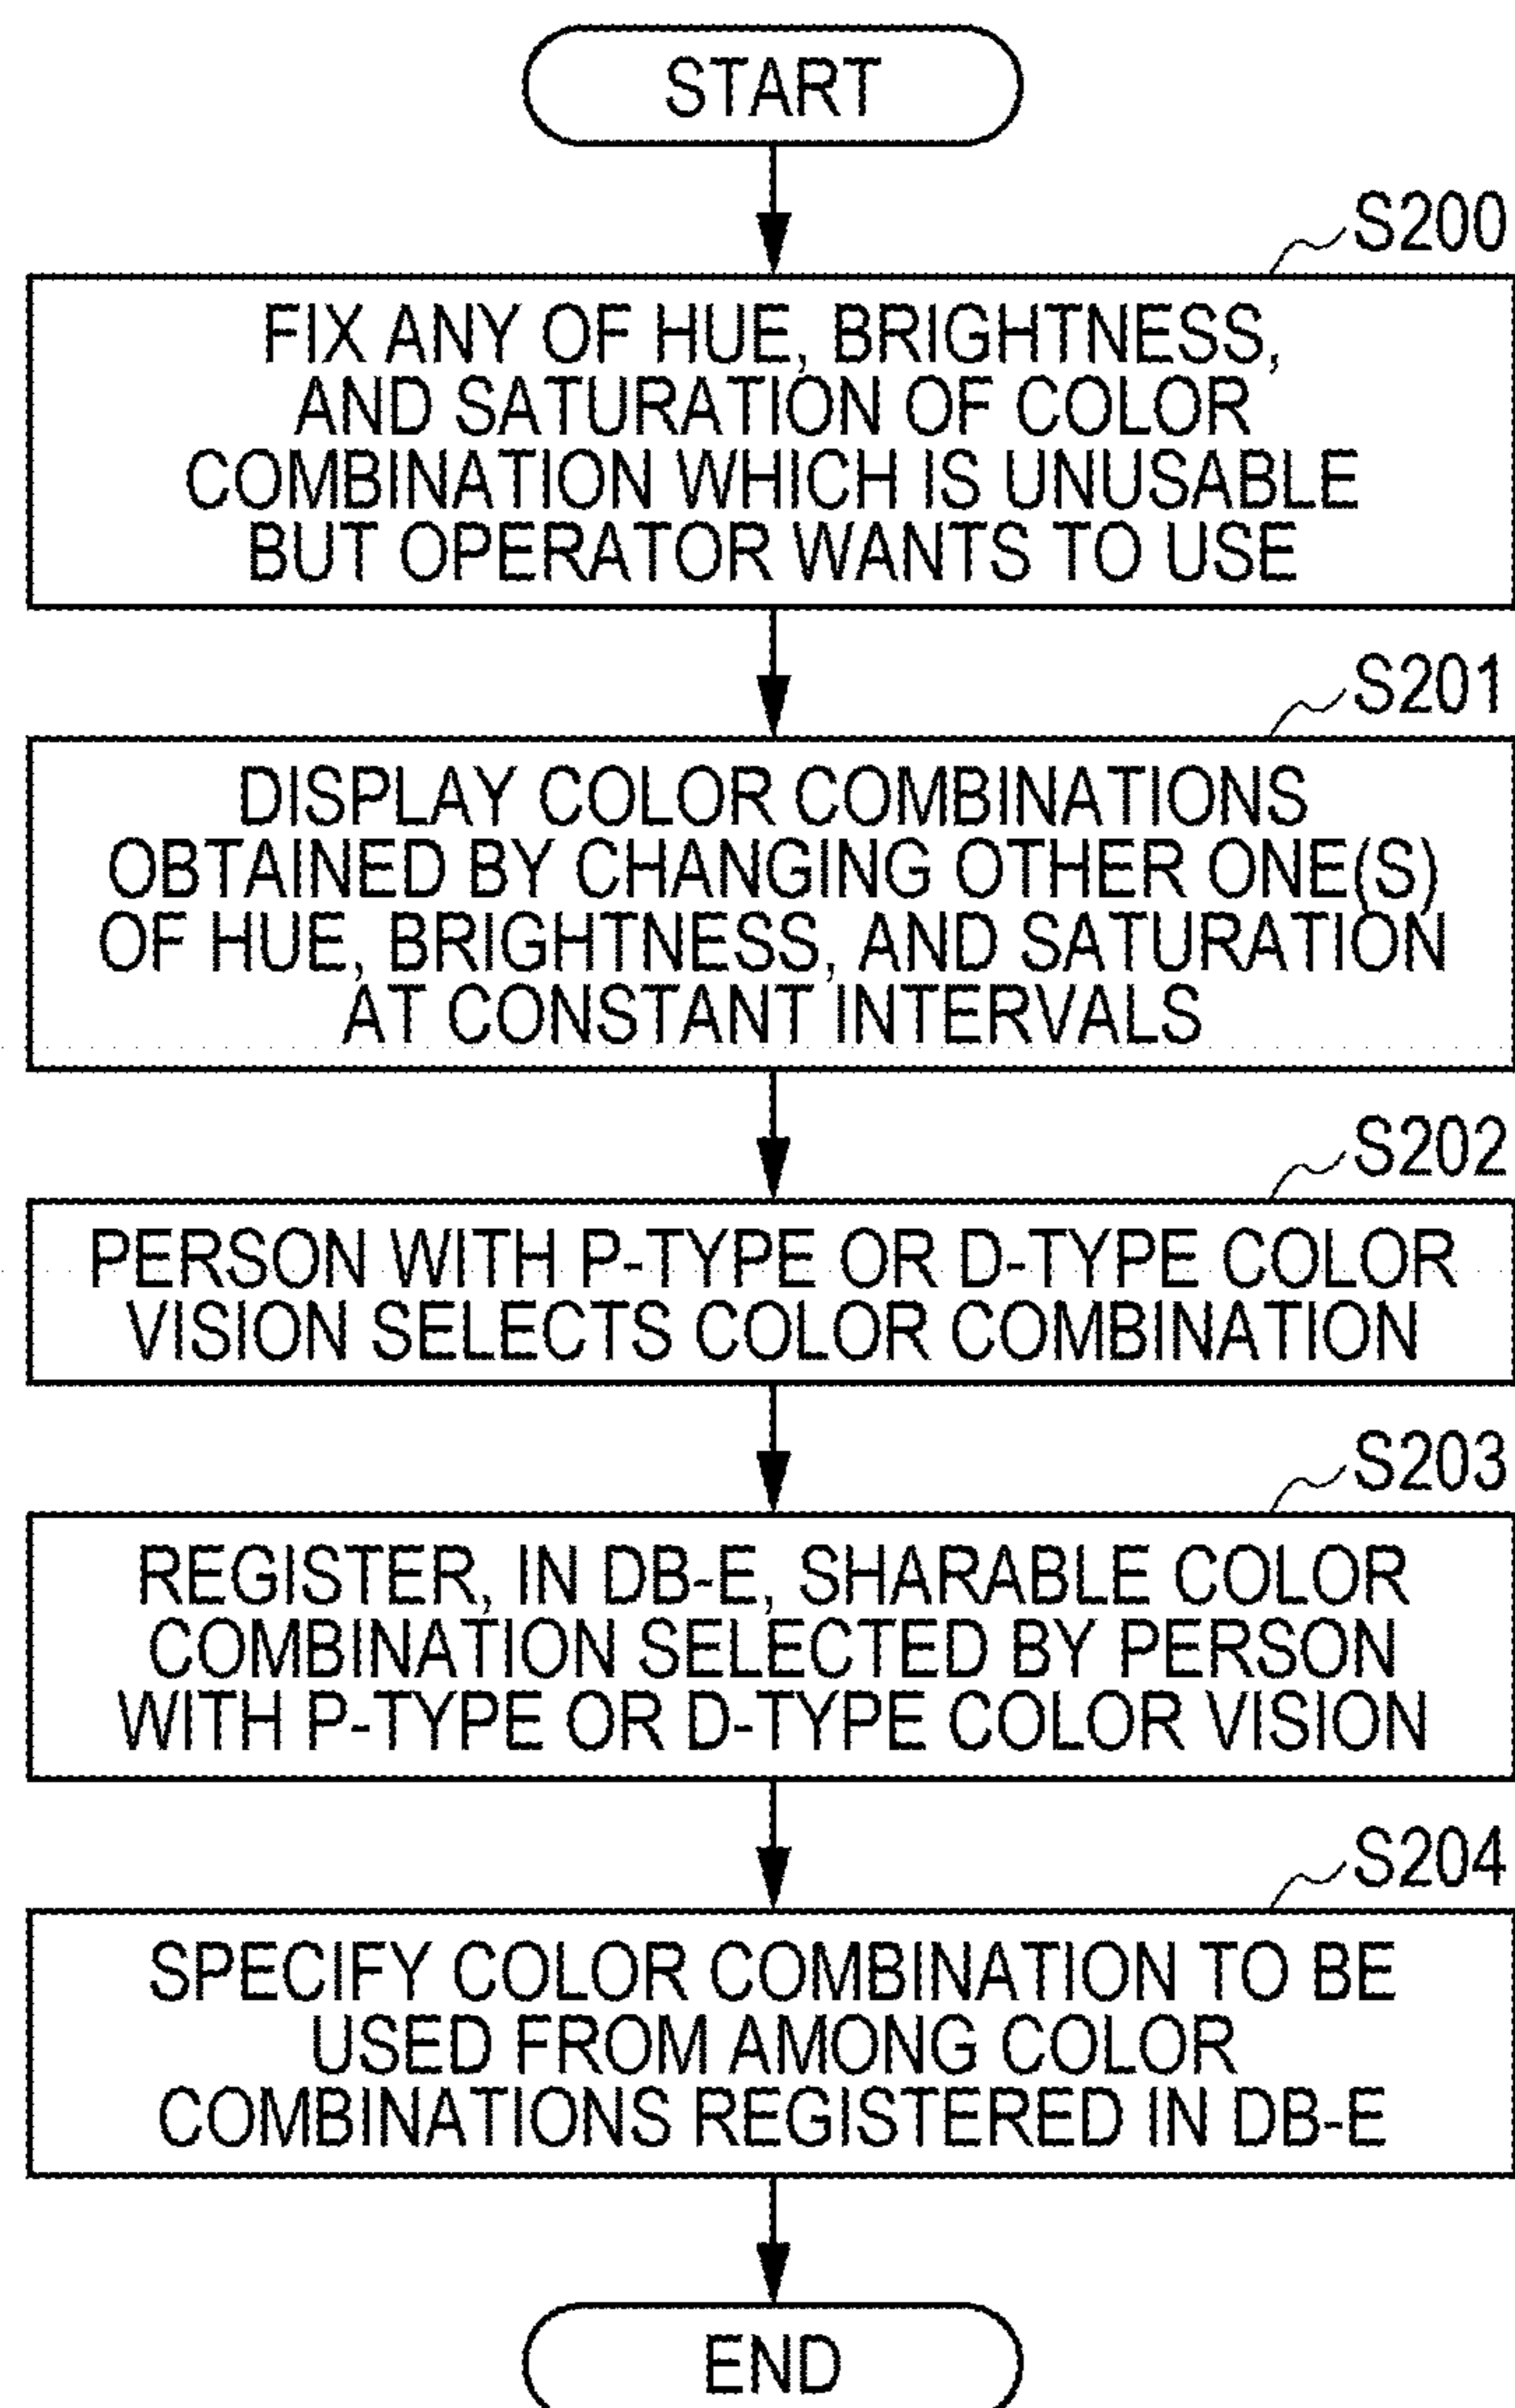 START
S200
FIX ANY OF HUE, BRIGHTNESS,
AND SATURATION OF COLOR
COMBINATION WHICH IS UNUSABLE
BUT OPERATOR WANTS TO USE
S201
DISPLAY COLOR COMBINATIONS
OBTAINED BY CHANGING OTHER ONE(S)
OF HUE, BRIGHTNESS, AND SATURATION
AT CONSTANT INTERVALS
S202
PERSON WITH P-TYPE OR D-TYPE COLOR
VISION SELECTS COLOR COMBINATION
S203
REGISTER, IN DB-E, SHARABLE COLOR
COMBINATION SELECTED BY PERSON
WITH P-TYPE OR D-TYPE COLOR VISION
S204
SPECIFY COLOR COMBINATION TO BE
USED FROM AMONG COLOR
COMBINATIONS REGISTERED IN DB-E
END